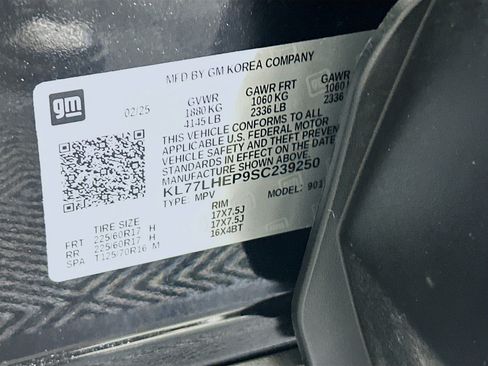 MFD BY GM KOREA COMPANY
gm
02/25
GVWR GAWR FRT GAWR
1880 KG 1060 KG 1060
4145 LB 2336 LB 2336
THIS VEHICLE CONFORMS TO ALL
APPLICABLE U.S. FEDERAL MOTOR
VEHICLE SAFETY AND THEFT
STANDARDS IN EFFECT ON THE DATE
MANUFACTURE SHOWN ABOVE.
KL77LHEP9SC239250
TYPE: MPV MODEL: 901
TIRE SIZE RIM
FRT 225/60R17 H 17X7.5J
RR 225/60R17 H 17X7.5J
SPA T125/70R16 M 16X4BT